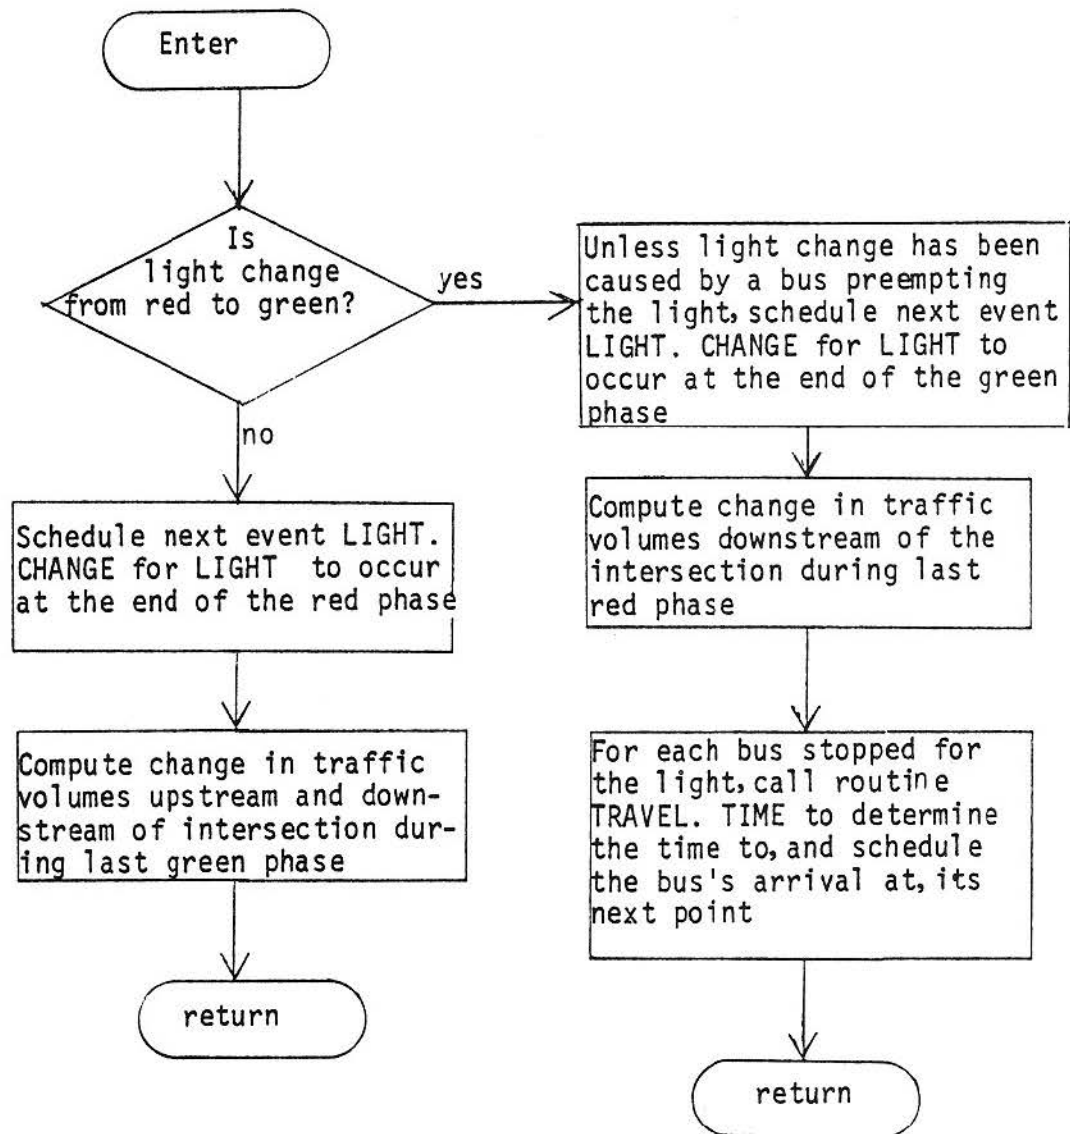 Enter
Is
light change
from red to green?
yes
no
Schedule next event LIGHT.
CHANGE for LIGHT to occur
at the end of the red phase
Compute change in traffic
volumes upstream and down-
stream of intersection dur-
ing last green phase
return
Unless light change has been
caused by a bus preempting
the light, schedule next event
LIGHT. CHANGE for LIGHT to
occur at the end of the green
phase
Compute change in traffic
volumes downstream of the
intersection during last
red phase
For each bus stopped for
the light, call routine
TRAVEL. TIME to determine
the time to, and schedule
the bus's arrival at, its
next point
return